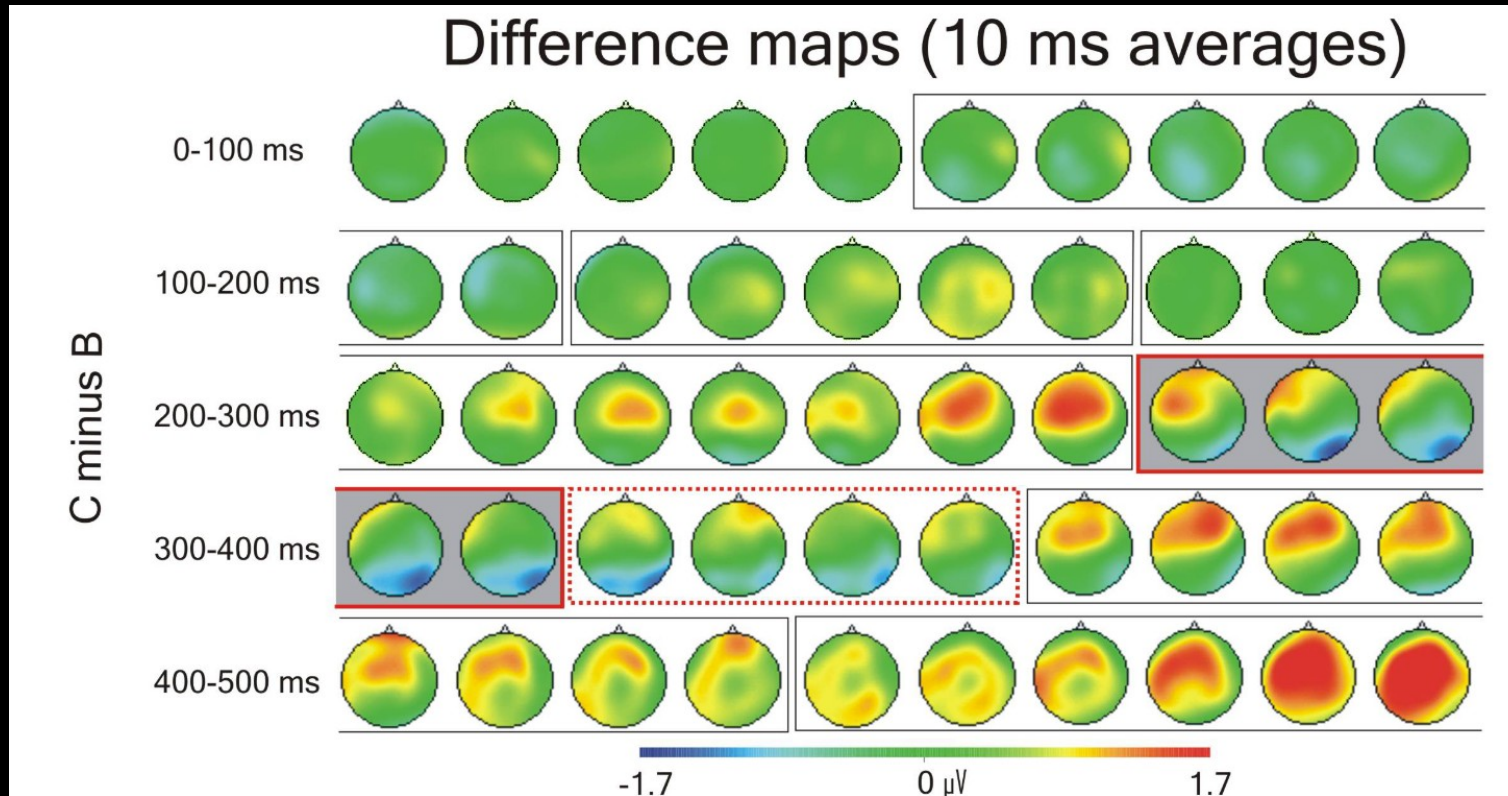 Difference maps (10 ms averages)
C minus B
0-100 ms
100-200 ms
200-300 ms
300-400 ms
400-500 ms
-1.7 0 µV 1.7